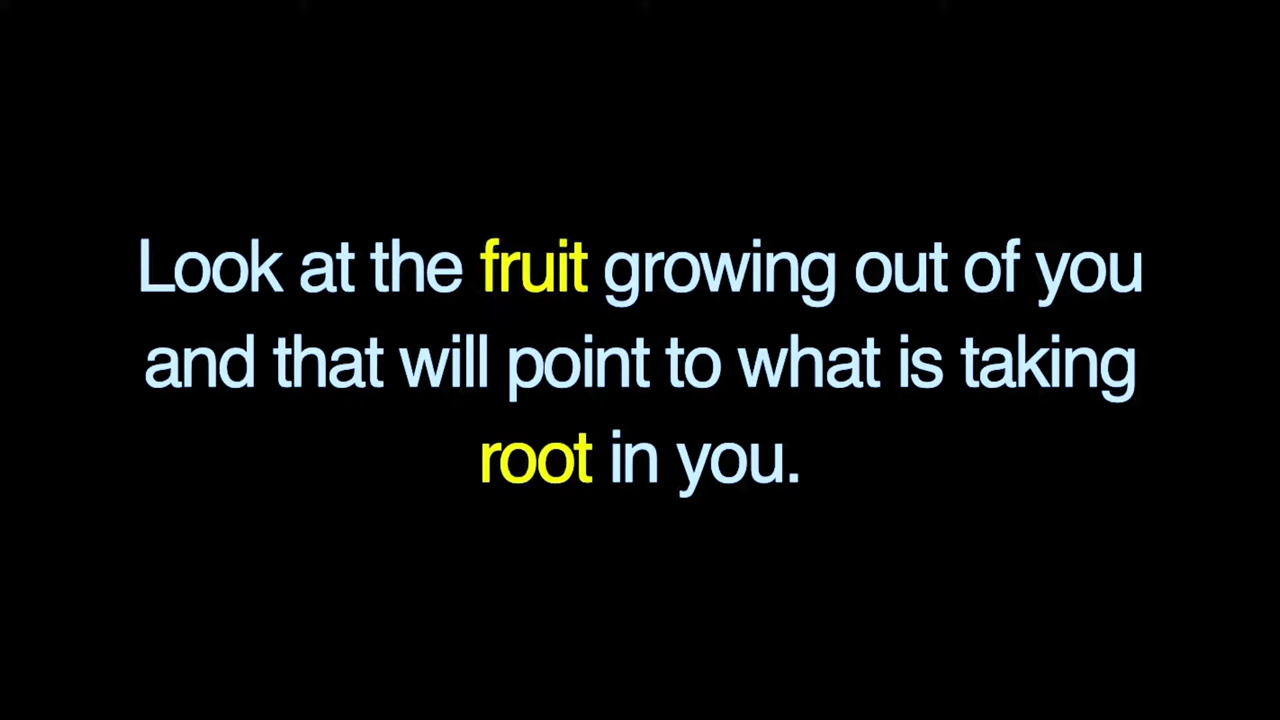 Look at the fruit growing out of you
and that will point to what is taking
root in you.